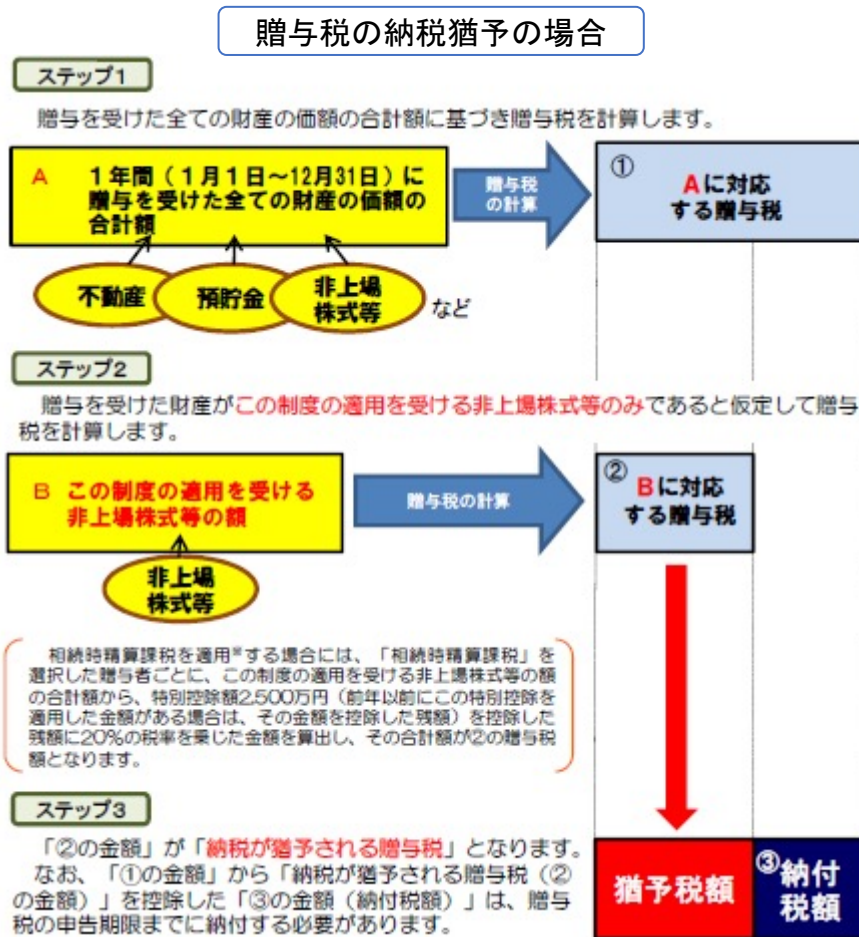 贈与税の納税猶予の場合
ステップ1
贈与を受けた全ての財産の価額の合計額に基づき贈与税を計算します。
A 1年間(1月1日~12月31日)に
贈与を受けた全ての財産の価額の
合計額
贈与税
の計算
① Aに対応
する贈与税
不動産
預貯金
非上場
株式等
など
ステップ2
贈与を受けた財産がこの制度の適用を受ける非上場株式等のみであると仮定して贈与
税を計算します。
B この制度の適用を受ける
非上場株式等の額
贈与税の計算
② Bに対応
する贈与税
非上場
株式等
相続時精算課税を適用※する場合には、「相続時精算課税」を
選択した贈与者ごとに、この制度の適用を受ける非上場株式等の額
の合計額から、特別控除額2,500万円(前年以前にこの特別控除を
適用した金額がある場合は、その金額を控除した残額)を控除した
残額に20%の税率を乗じた金額を算出し、その合計額が②の贈与税
額となります。
ステップ3
「②の金額」が「納税が猶予される贈与税」となります。
なお、「①の金額」から「納税が猶予される贈与税(②
の金額)」を控除した「③の金額(納付税額)」は、贈与
税の申告期限までに納付する必要があります。
猶予税額
③納付
税額